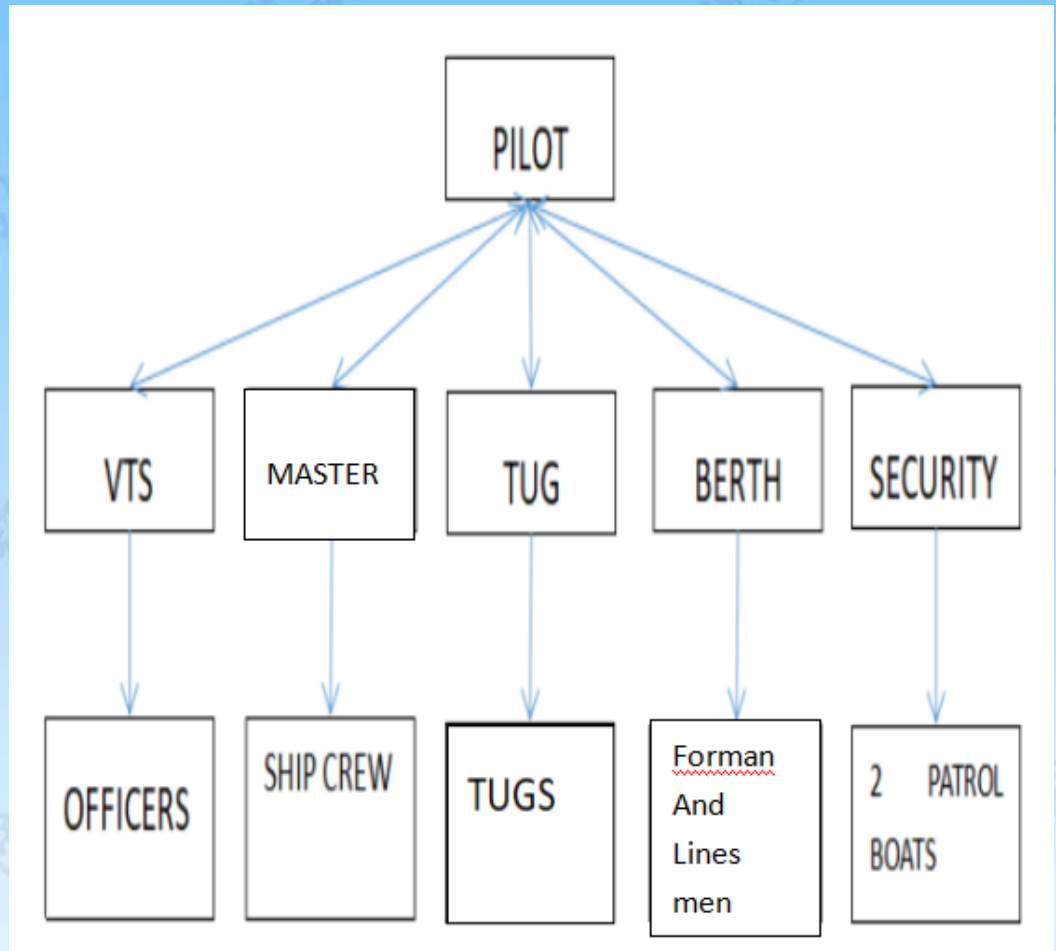 PILOT
VTS
MASTER
TUG
BERTH
SECURITY
OFFICERS
SHIP CREW
TUGS
Forman
And
Lines
men
2 PATROL
BOATS